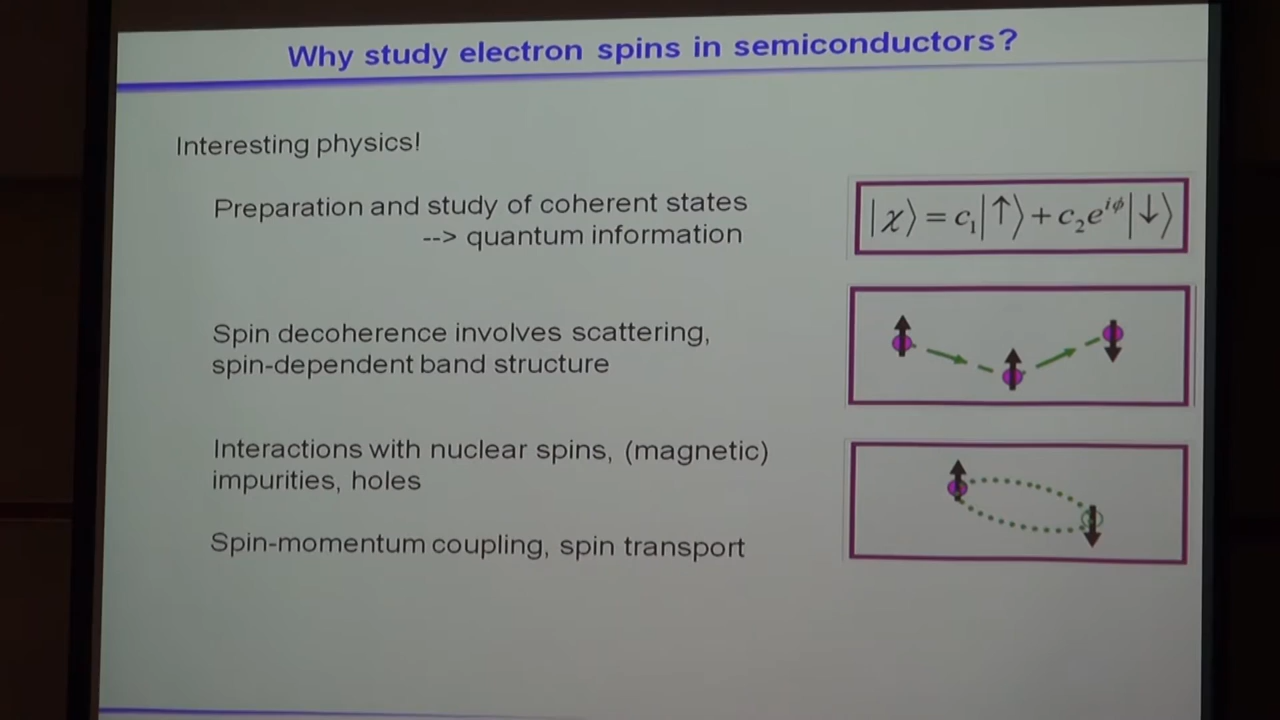 Why study electron spins in semiconductors?
Interesting physics!
Preparation and study of coherent states
--> quantum information
|χ⟩ = c₁|↑⟩ + c₂e^{iϕ}|↓⟩
Spin decoherence involves scattering,
spin-dependent band structure
Interactions with nuclear spins, (magnetic)
impurities, holes
Spin-momentum coupling, spin transport